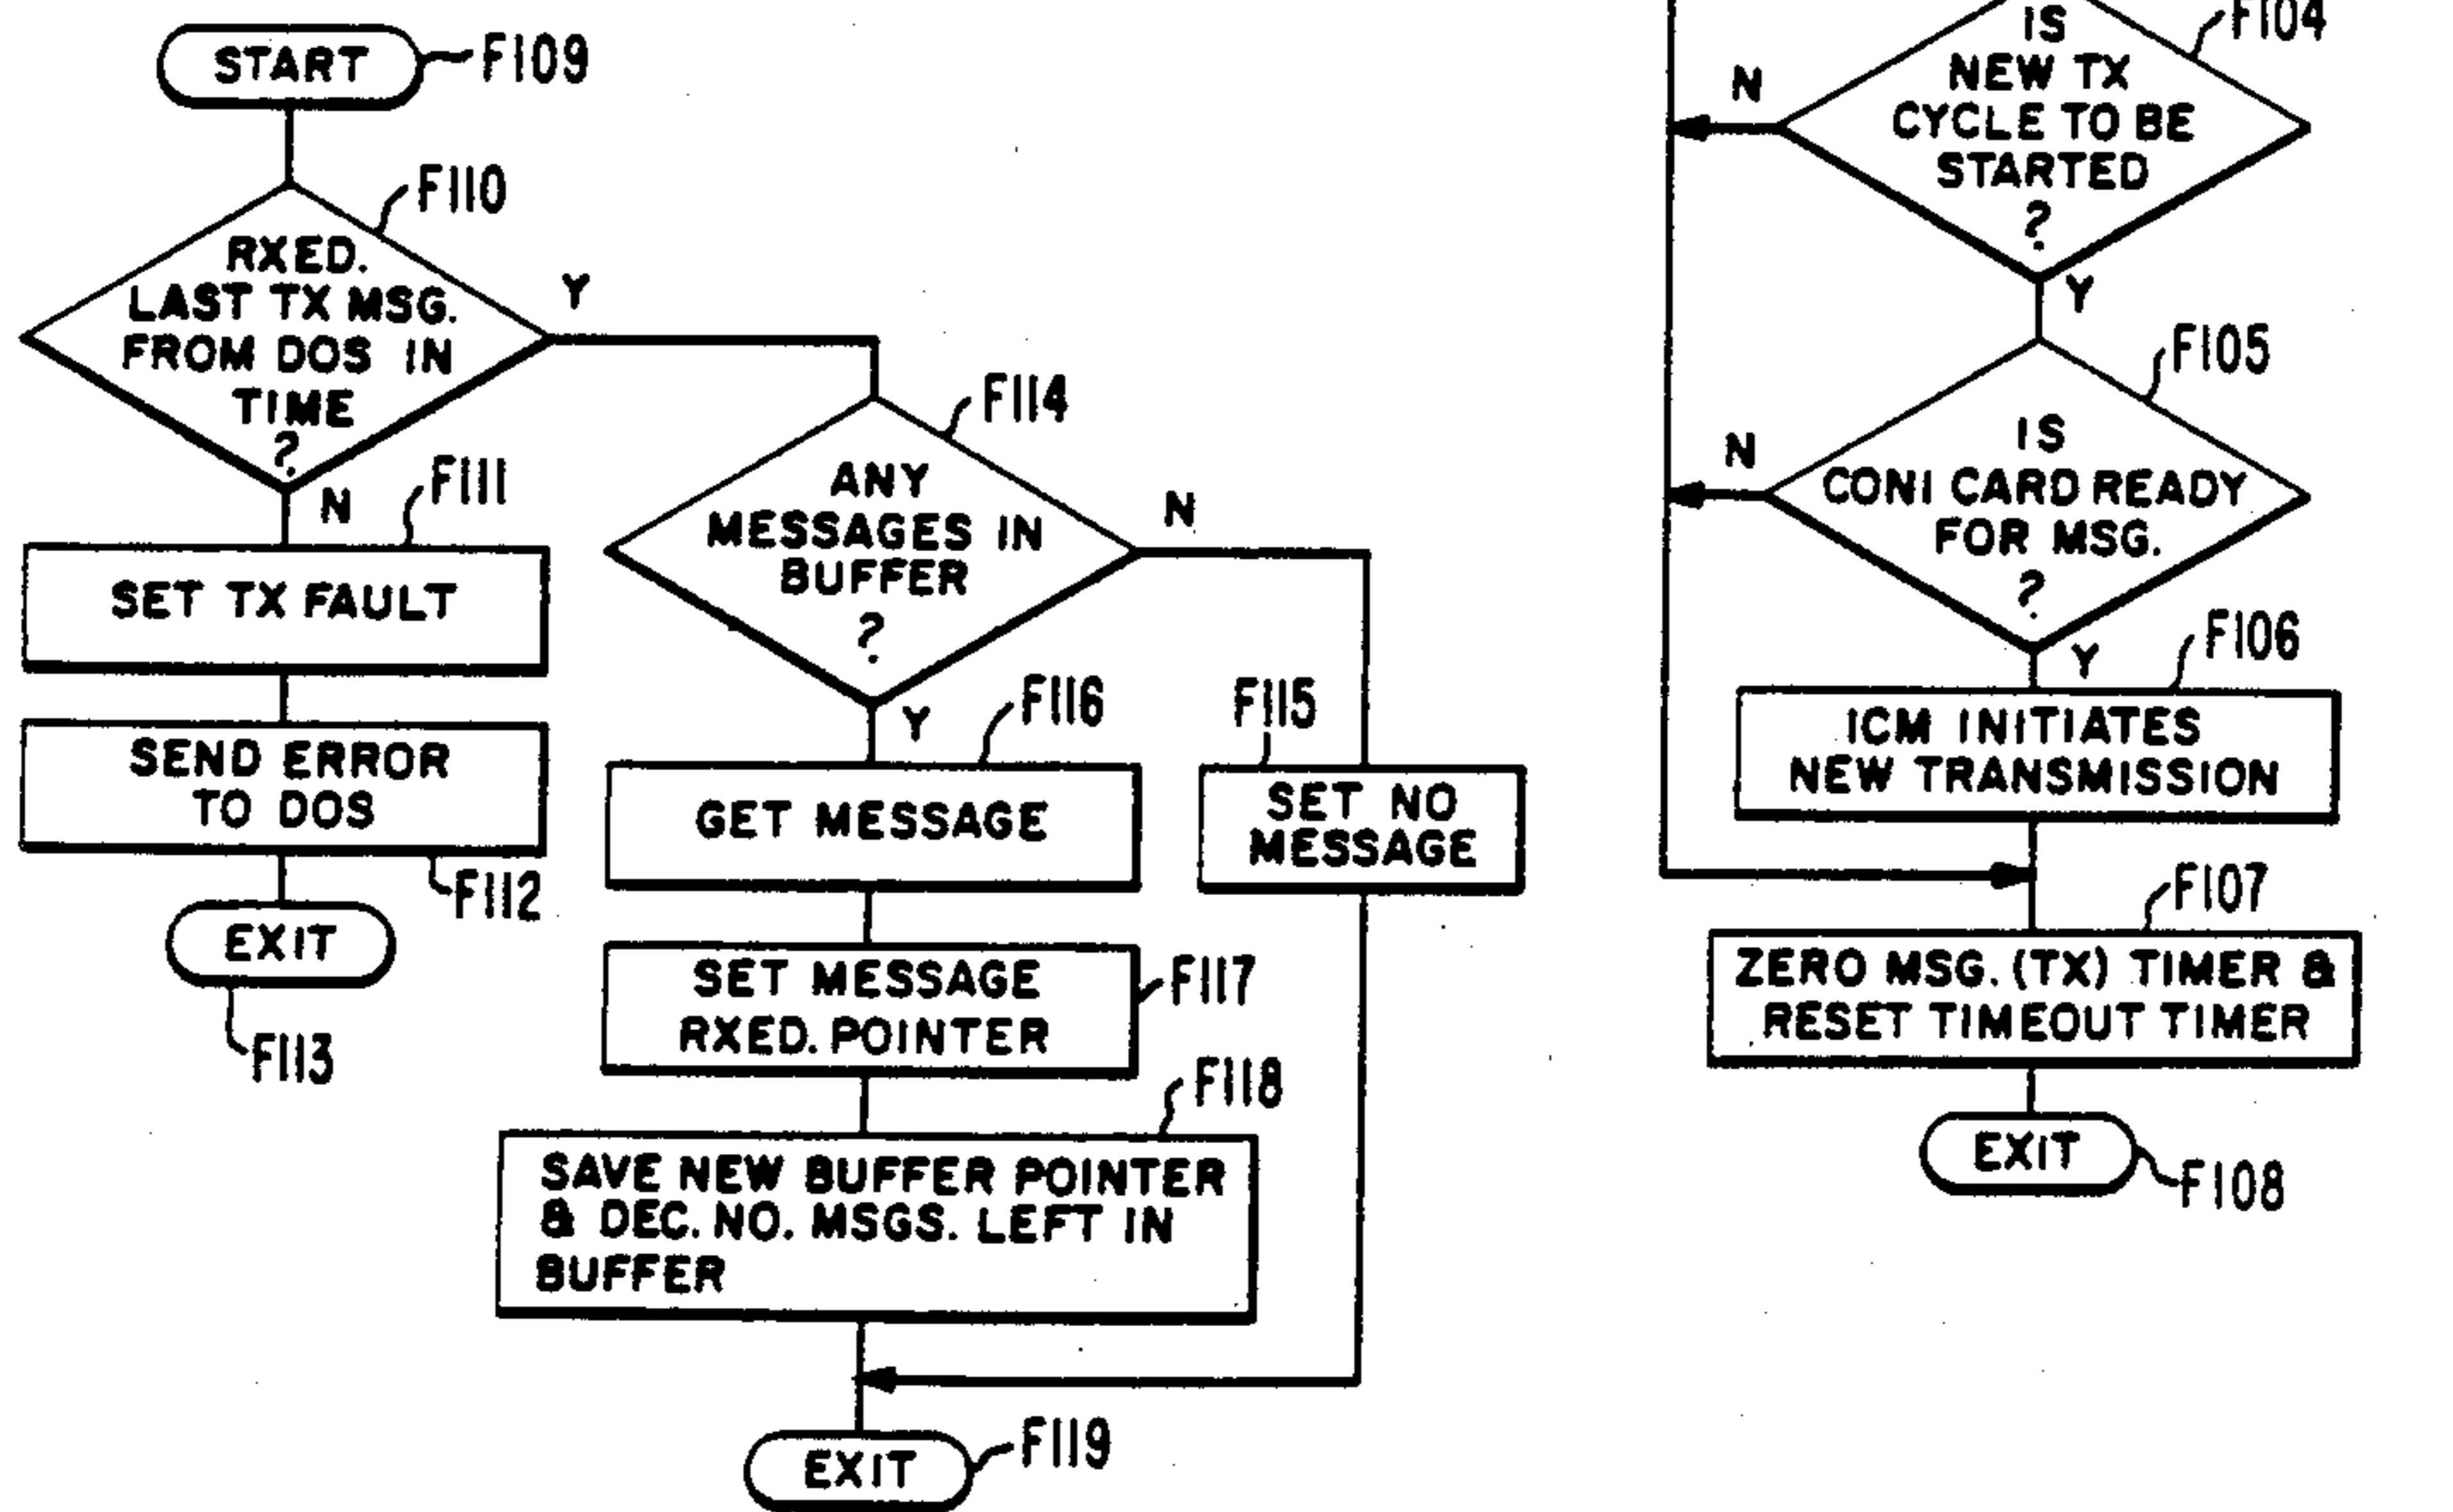 START
F109
F110
RXED.
LAST TX MSG.
FROM DOS IN
TIME
?
Y
N
F111
SET TX FAULT
SEND ERROR
TO DOS
F112
EXIT
F113
F114
ANY
MESSAGES IN
BUFFER
?
N
Y
F116
GET MESSAGE
F115
SET NO
MESSAGE
SET MESSAGE
RXED. POINTER
F117
F118
SAVE NEW BUFFER POINTER
& DEC. NO. MSGS. LEFT IN
BUFFER
EXIT
F119
F104
IS
NEW TX
CYCLE TO BE
STARTED
?
N
Y
F105
IS
CONI CARD READY
FOR MSG.
?
N
Y
F106
ICM INITIATES
NEW TRANSMISSION
F107
ZERO MSG. (TX) TIMER &
RESET TIMEOUT TIMER
EXIT
F108